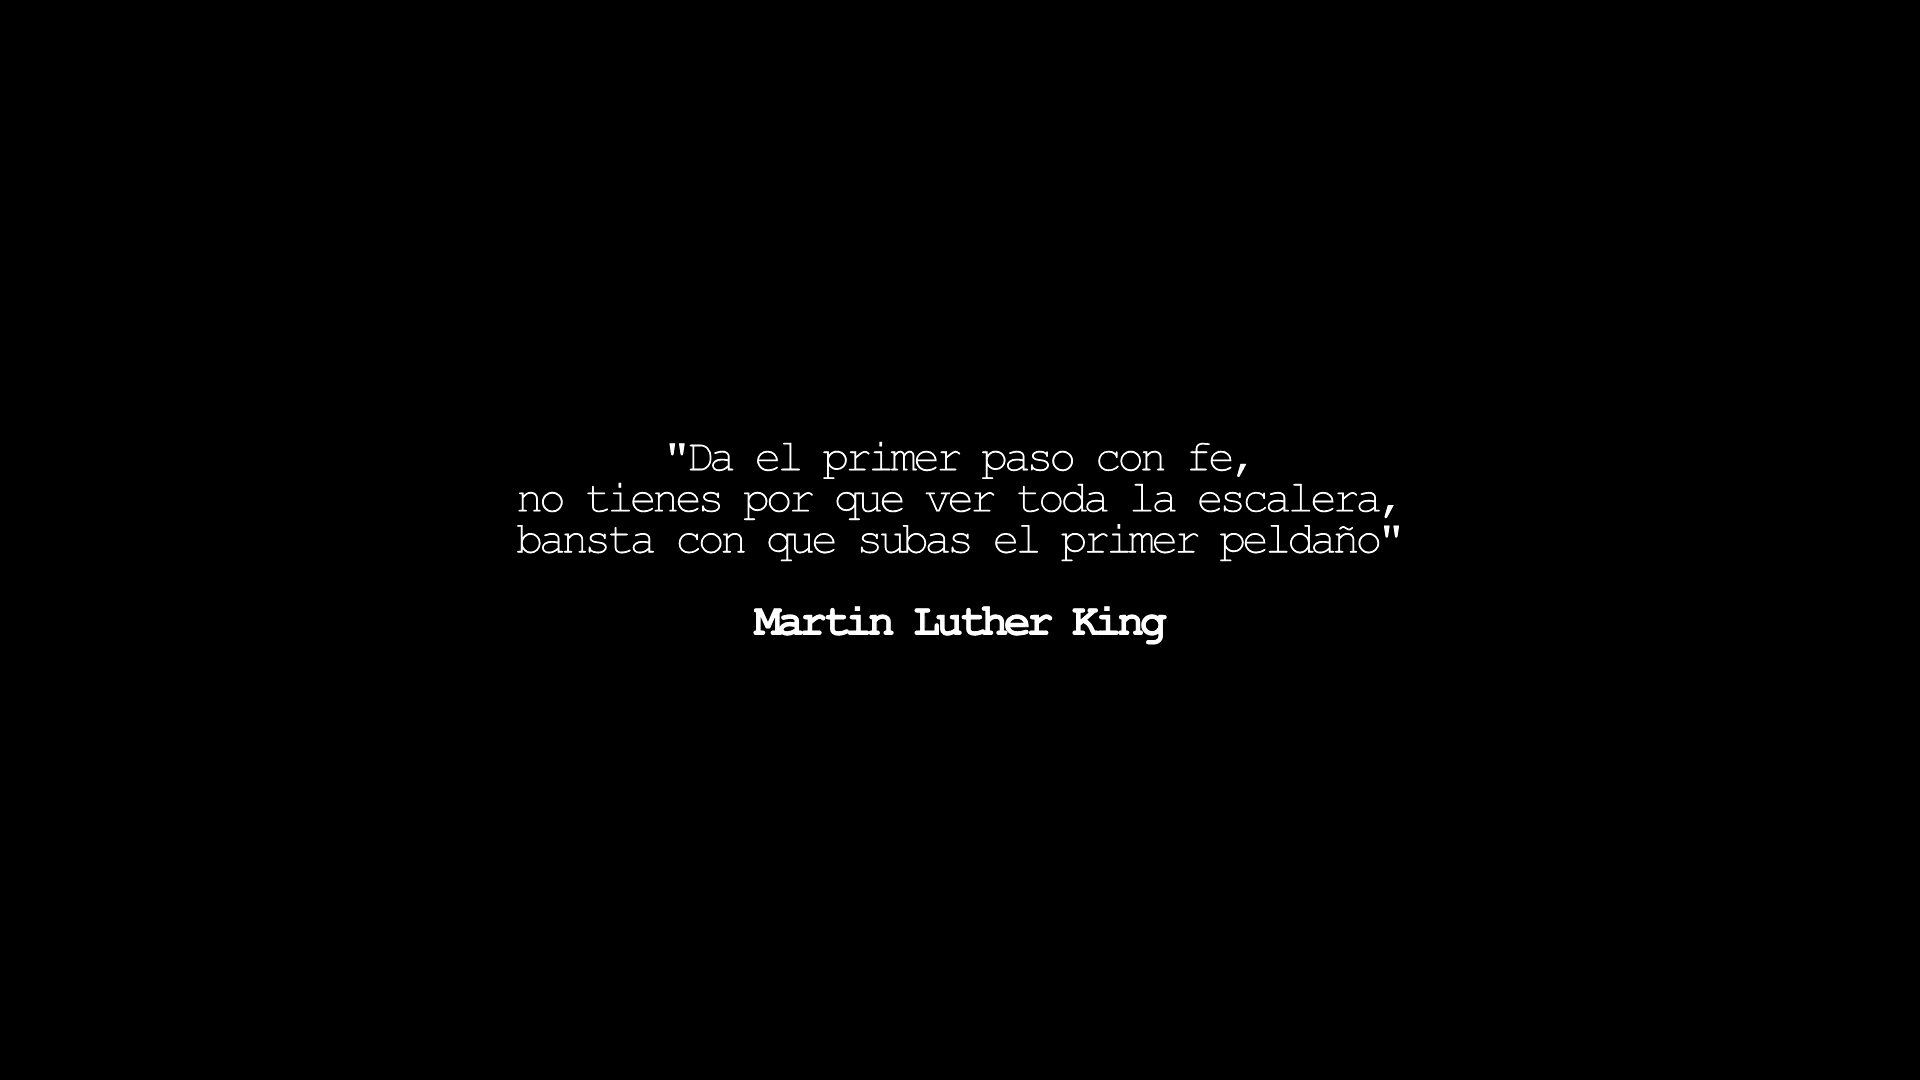 "Da el primer paso con fe,
no tienes por que ver toda la escalera,
bansta con que subas el primer peldaño"
Martin Luther King